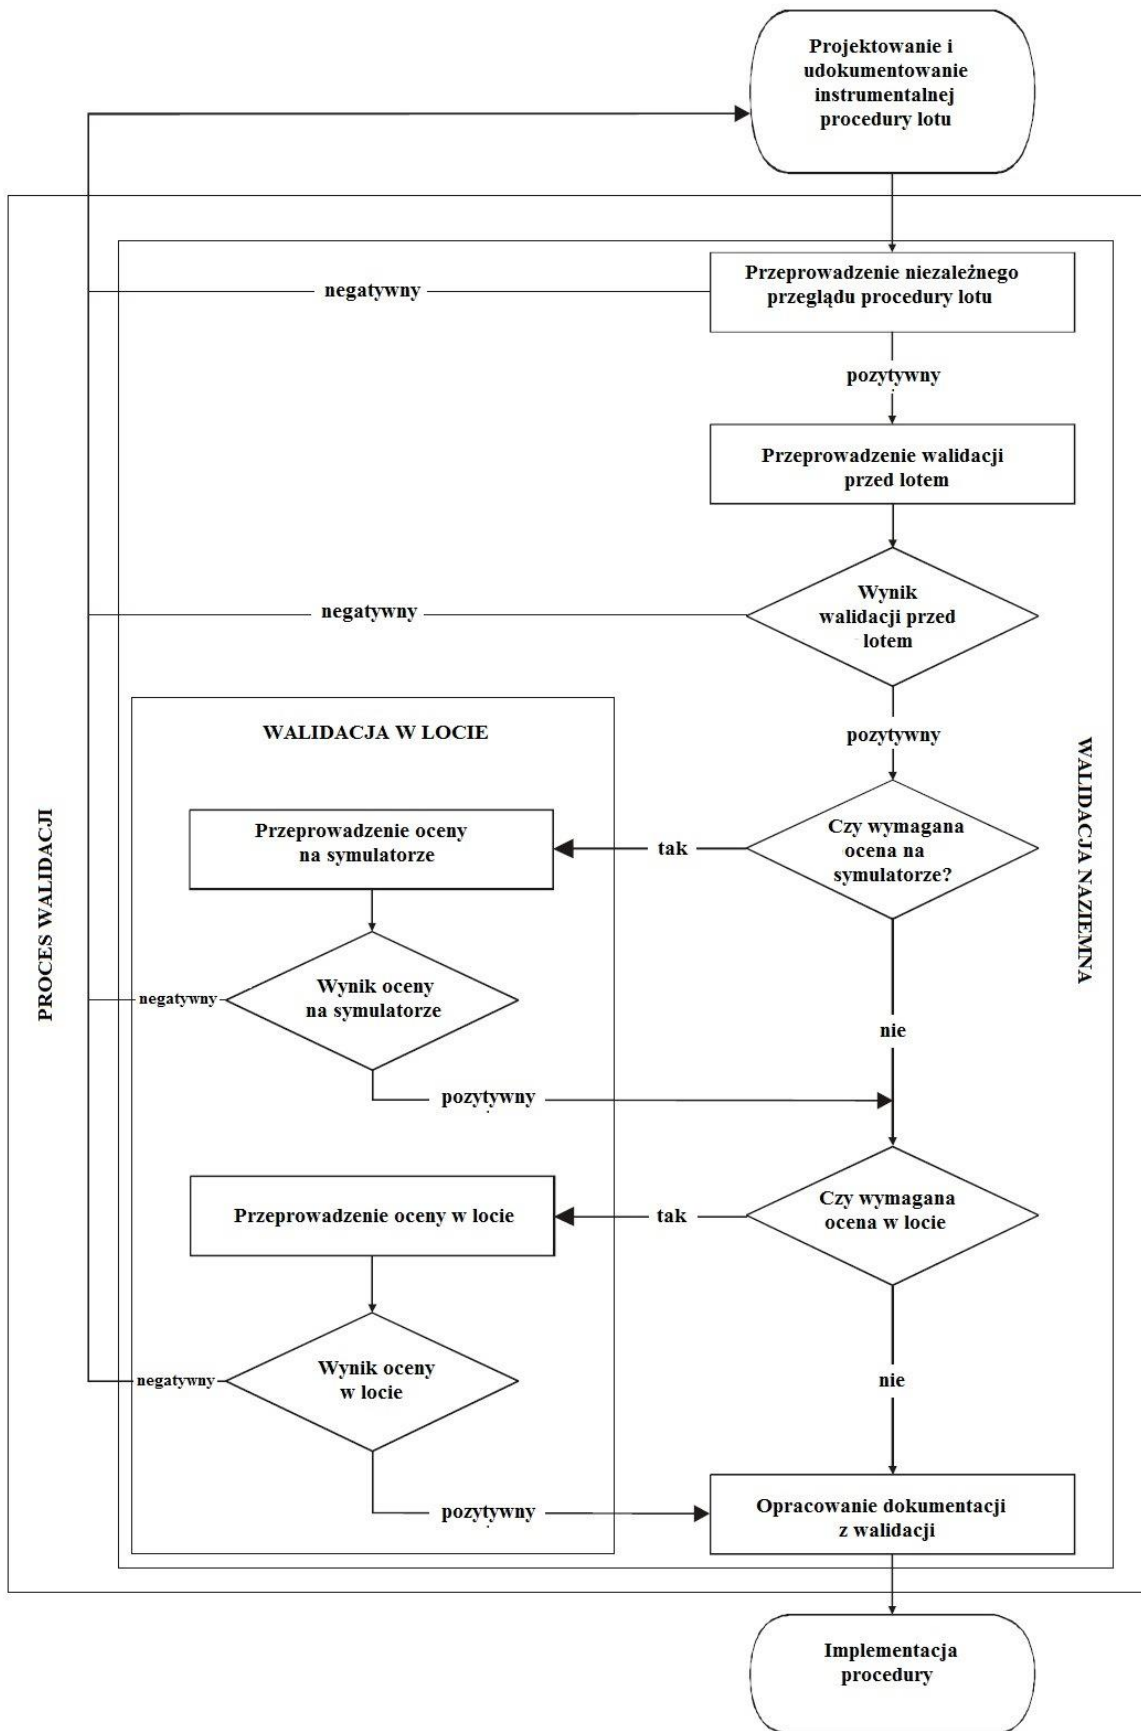 Projektowanie i
udokumentowanie
instrumentalnej
procedury lotu
Przeprowadzenie niezależnego
przeglądu procedury lotu
negatywny
pozytywny
Przeprowadzenie walidacji
przed lotem
Wynik
walidacji przed
lotem
negatywny
pozytywny
WALIDACJA W LOCIE
WALIDACJA NAZIEMNA
PROCES WALIDACJI
Czy wymagana
ocena na
symulatorze?
tak
Przeprowadzenie oceny
na symulatorze
Wynik oceny
na symulatorze
negatywny
nie
pozytywny
Czy wymagana
ocena w locie
tak
Przeprowadzenie oceny w locie
Wynik oceny
w locie
negatywny
nie
pozytywny
Opracowanie dokumentacji
z walidacji
Implementacja
procedury